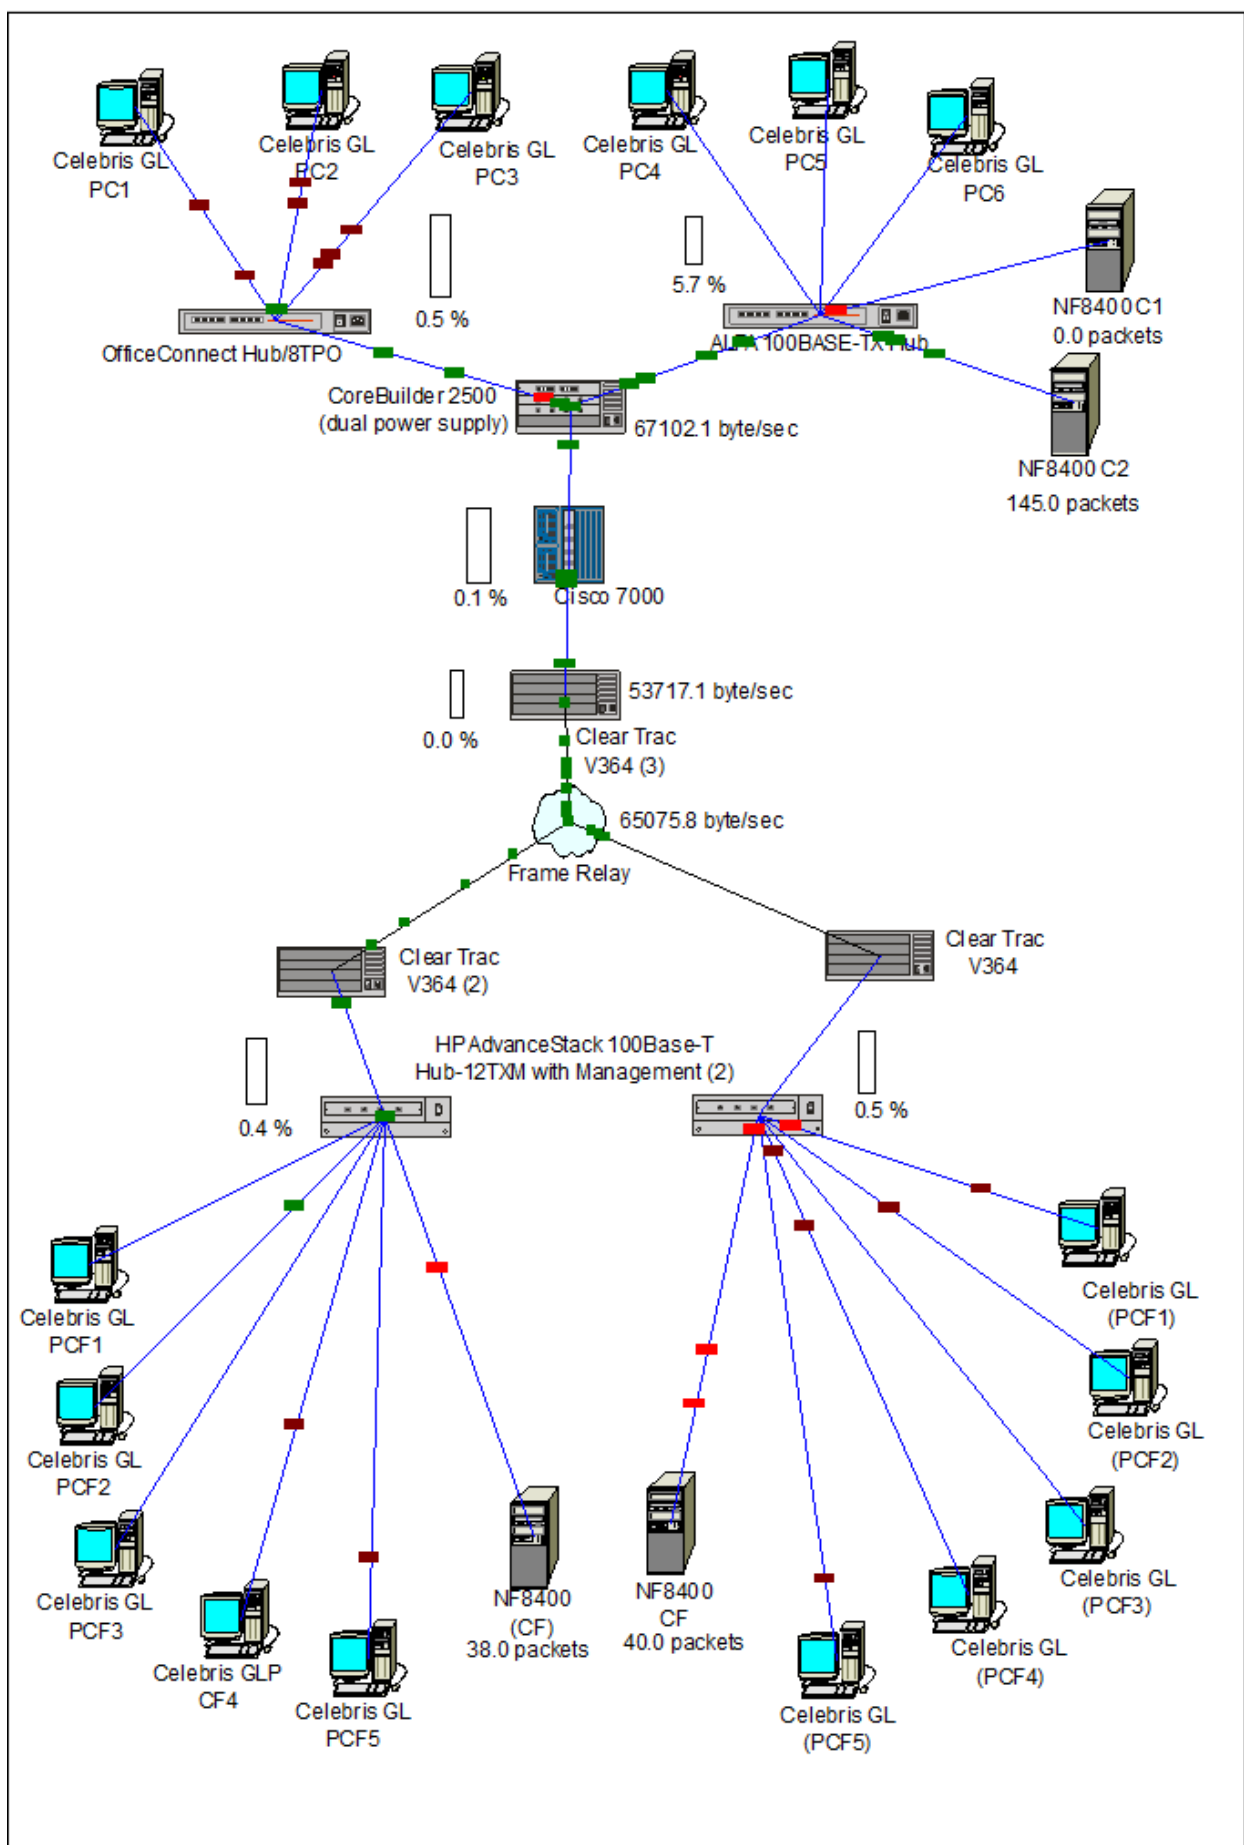 Celebris GL
PC1
Celebris GL
PC2
Celebris GL
PC3
Celebris GL
PC4
Celebris GL
PC5
Celebris GL
PC6
0.5 %
5.7 %
NF8400 C1
0.0 packets
OfficeConnect Hub/8TPO
ALFA 100BASE-TX Hub
CoreBuilder 2500
(dual power supply)
67102.1 byte/sec
NF8400 C2
145.0 packets
0.1 %
Cisco 7000
53717.1 byte/sec
0.0 %
Clear Trac
V364 (3)
65075.8 byte/sec
Frame Relay
Clear Trac
V364 (2)
Clear Trac
V364
HP AdvanceStack 100Base-T
Hub-12TXM with Management (2)
0.4 %
0.5 %
Celebris GL
PCF1
Celebris GL
(PCF1)
Celebris GL
PCF2
Celebris GL
(PCF2)
Celebris GL
PCF3
NF8400
(CF)
38.0 packets
NF8400
CF
40.0 packets
Celebris GL
(PCF3)
Celebris GLP
CF4
Celebris GL
(PCF4)
Celebris GL
PCF5
Celebris GL
(PCF5)